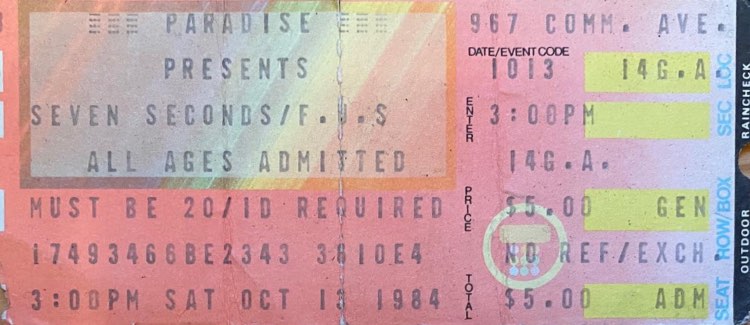 PARADISE
PRESENTS
SEVEN SECONDS/F.U.S
ALL AGES ADMITTED
MUST BE 20/ID REQUIRED
17493466BE2343 3610E4
3:00PM SAT OCT 13 1984
967 COMM. AVE.
DATE/EVENT CODE
1013 14G.A.
ENTER 3:00PM
14G.A.
PRICE $5.00 GEN
NO REF/EXCH.
TOTAL $5.00 ADM
SEAT ROW/BOX SEC LOC
OUTDOOR RAINCHECK